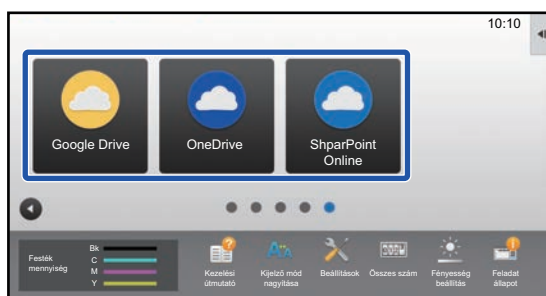 10:10
Google Drive
OneDrive
ShparPoint
Online
Festék
mennyiség
Bk
C
M
Y
Kezelési
útmutató
Kijelző mód
nagyítása
Beállítások
Összes szám
Fényesség
beállítás
Feladat
állapot